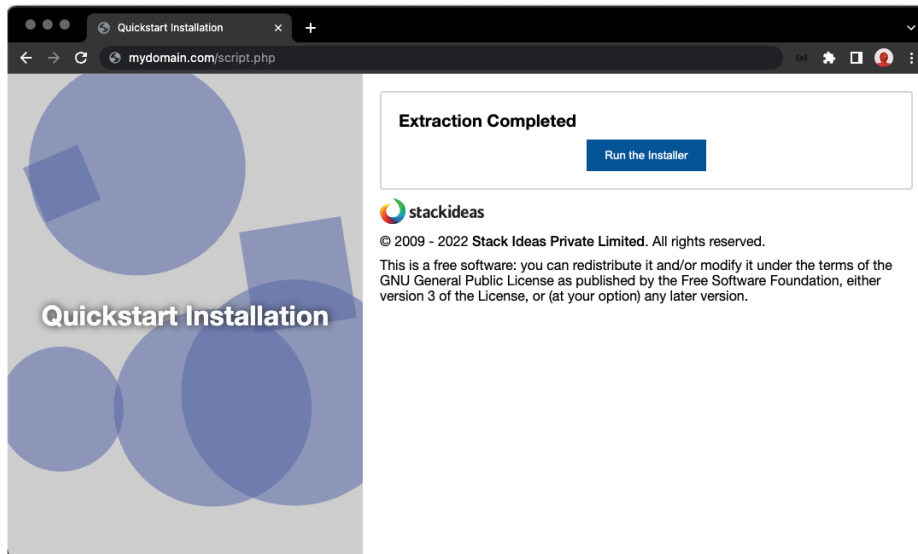 Quickstart Installation
mydomain.com/script.php
Quickstart Installation
Extraction Completed
Run the Installer
stackideas
© 2009 - 2022 Stack Ideas Private Limited. All rights reserved.
This is a free software: you can redistribute it and/or modify it under the terms of the
GNU General Public License as published by the Free Software Foundation, either
version 3 of the License, or (at your option) any later version.